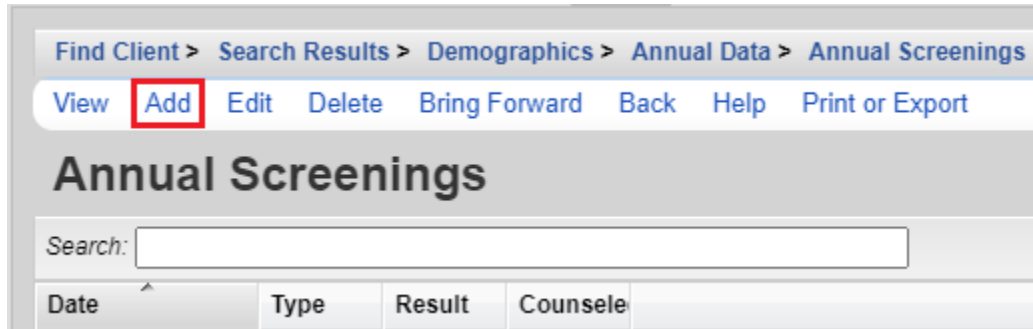 Find Client > Search Results > Demographics > Annual Data > Annual Screenings
View Add Edit Delete Bring Forward Back Help Print or Export
Annual Screenings
Search:
Date Type Result